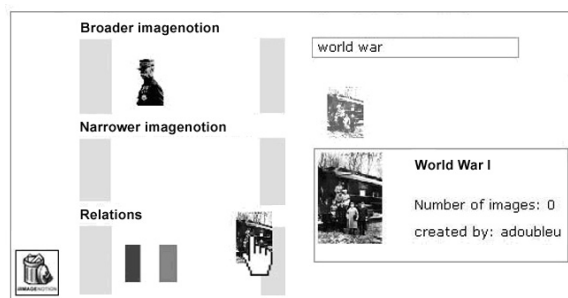 Broader imagenotion
world war
Narrower imagenotion
World War I
Number of images: 0
created by: adoubleu
Relations
IMAGENOTION